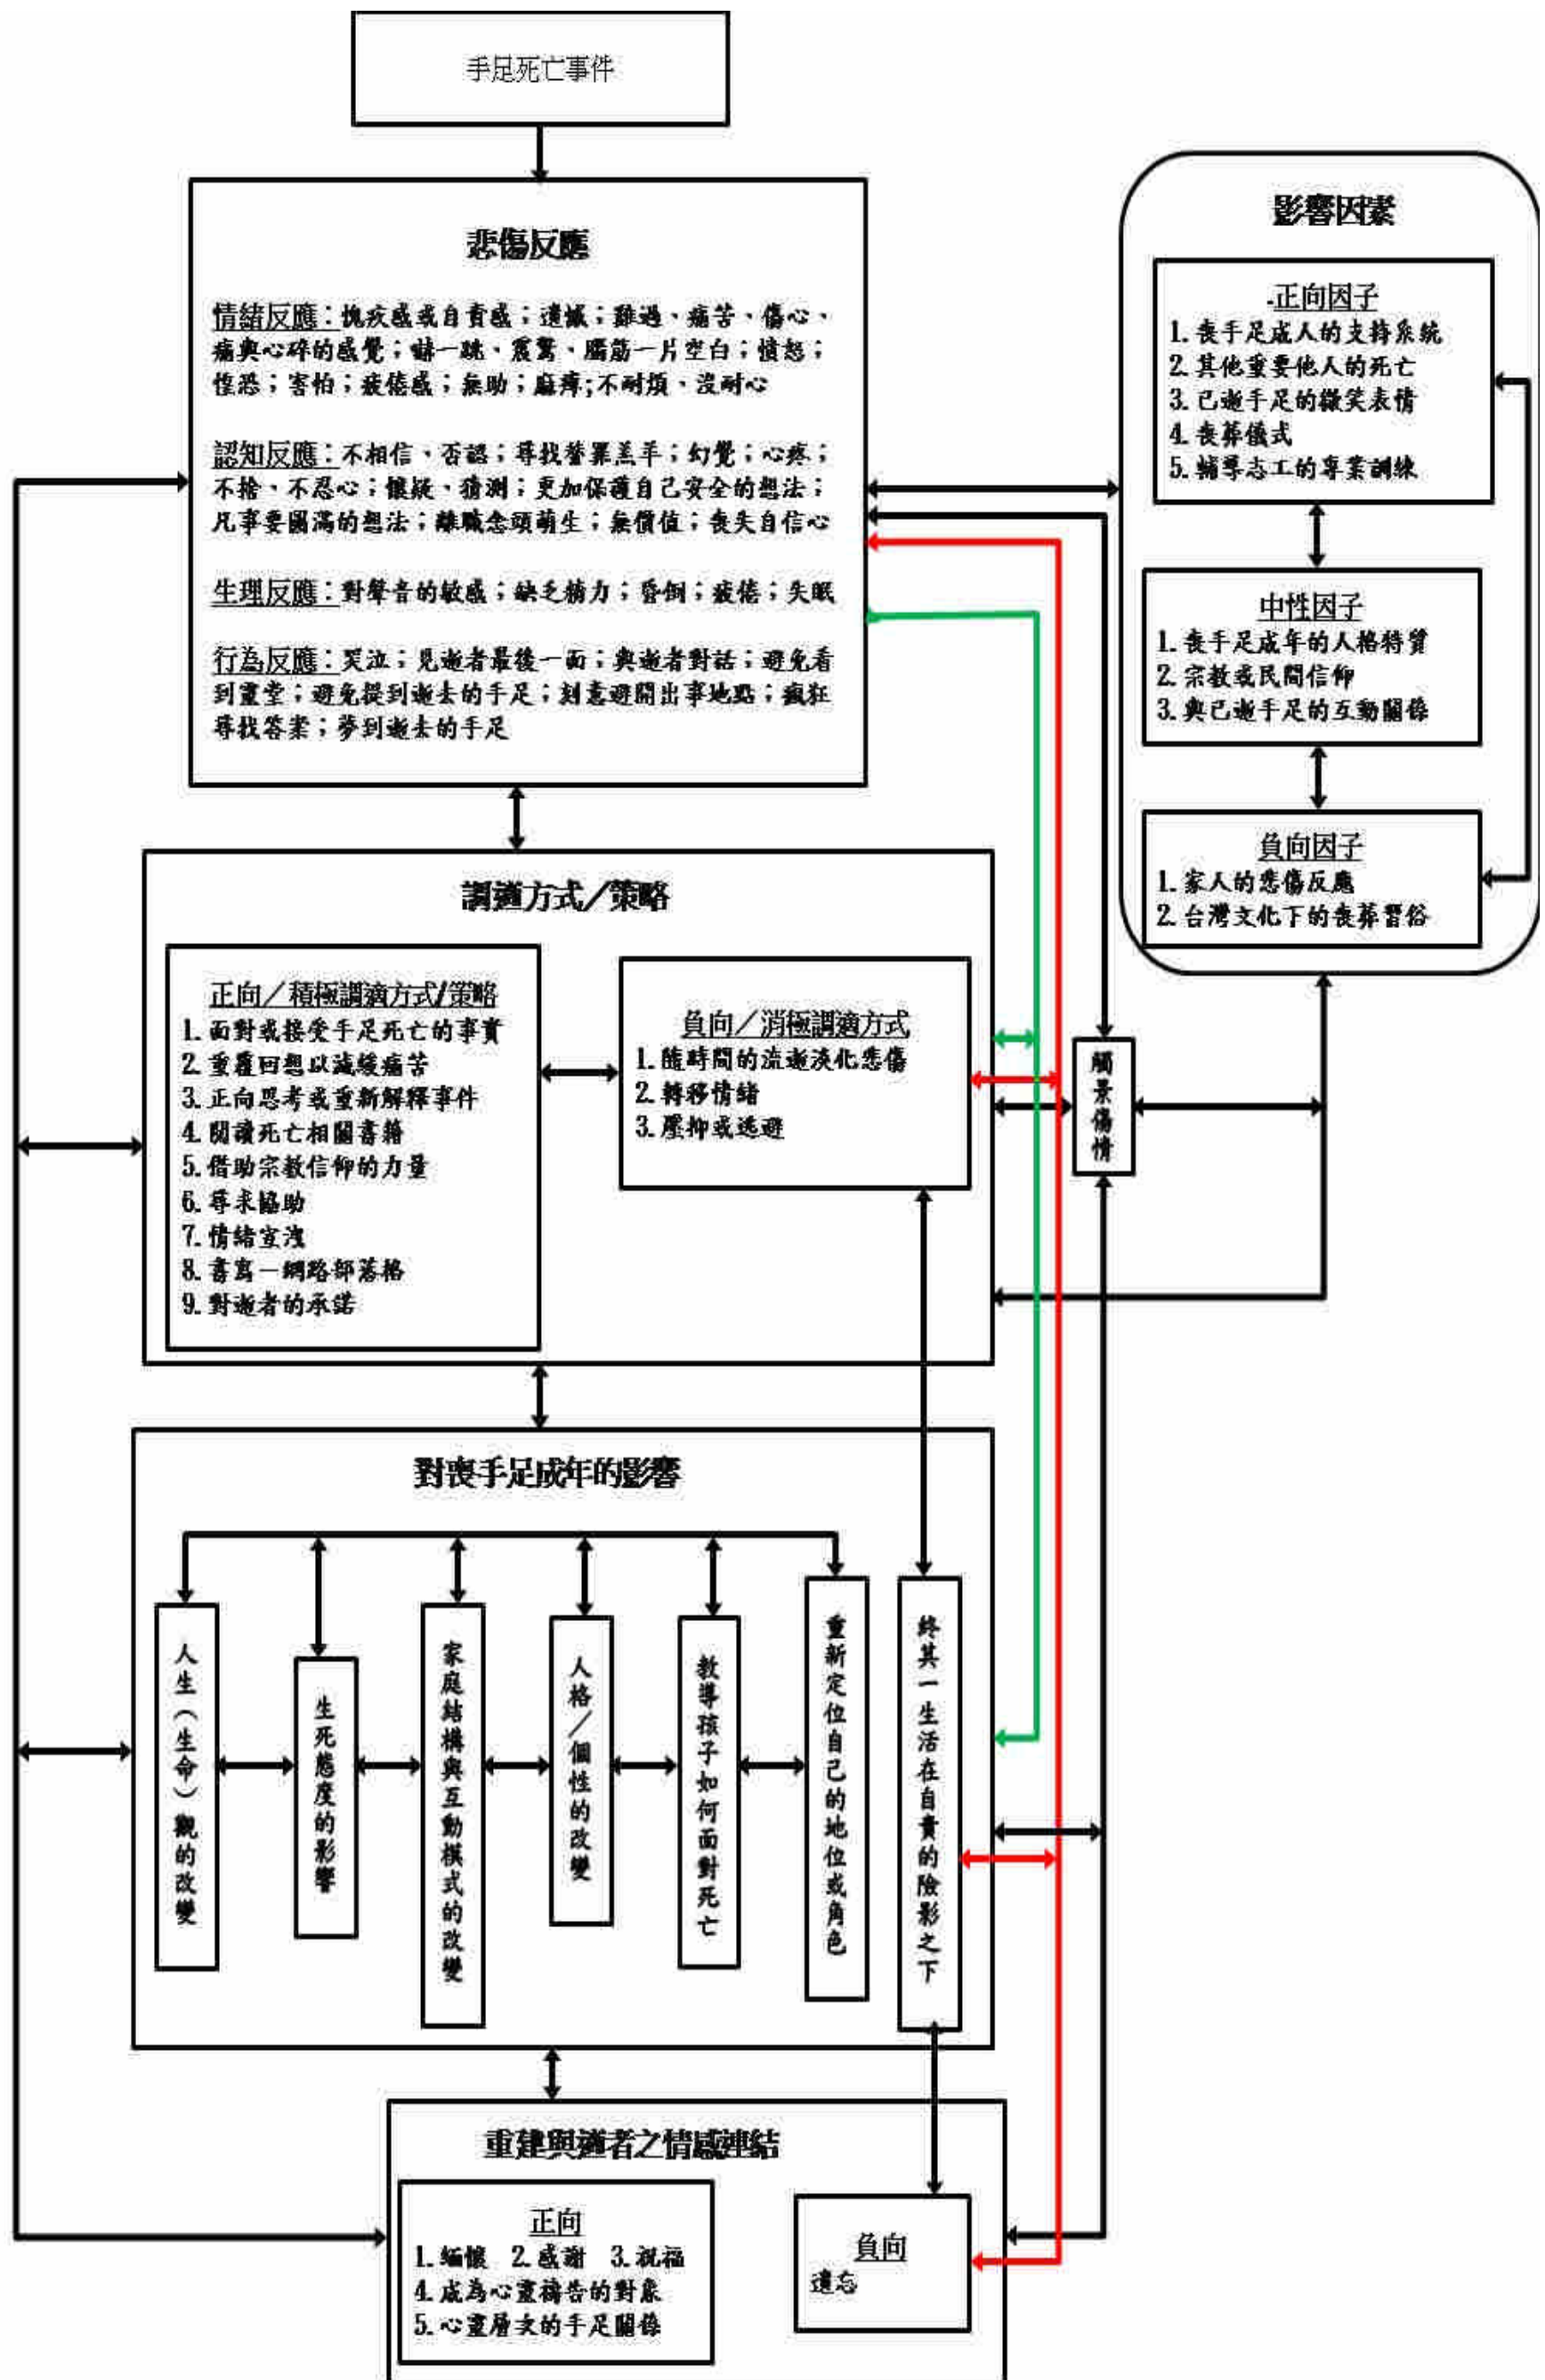 手足死亡事件
悲傷反應
情緒反應：愧疚感或自責感；遺憾；難過、痛苦、傷心、
痛與心碎的感覺；嚇一跳、震驚、腦筋一片空白；憤怒；
惶恐；害怕；疲倦感；無助；麻痺;不耐煩、沒耐心
認知反應：不相信、否認；尋找替罪羔羊；幻覺；心疼；
不捨、不忍心；懷疑、猜測；更加保護自己安全的想法；
凡事要圓滿的想法；離職念頭萌生；無價值；喪失自信心
生理反應：對聲音的敏感；缺乏精力；昏倒；疲倦；失眠
行為反應：哭泣；見逝者最後一面；與逝者對話；避免看
到靈堂；避免提到逝去的手足；刻意避開出事地點；瘋狂
尋找答案；夢到逝去的手足
影響因素
-正向因子
1. 喪手足成人的支持系統
2. 其他重要他人的死亡
3. 已逝手足的微笑表情
4. 喪葬儀式
5. 輔導志工的專業訓練
中性因子
1. 喪手足成年的人格特質
2. 宗教或民間信仰
3. 與已逝手足的互動關係
負向因子
1. 家人的悲傷反應
2. 台灣文化下的喪葬習俗
調適方式／策略
正向／積極調適方式/策略
1. 面對或接受手足死亡的事實
2. 重覆回想以減緩痛苦
3. 正向思考或重新解釋事件
4. 閱讀死亡相關書籍
5. 借助宗教信仰的力量
6. 尋求協助
7. 情緒宣洩
8. 書寫－網路部落格
9. 對逝者的承諾
負向／消極調適方式
1. 隨時間的流逝淡化悲傷
2. 轉移情緒
3. 壓抑或逃避
觸景傷情
對喪手足成年的影響
人生（生命）觀的改變
生死態度的影響
家庭結構與互動模式的改變
人格／個性的改變
教導孩子如何面對死亡
重新定位自己的地位或角色
終其一生活在自責的險影之下
重建與逝者之情感連結
正向
1. 緬懷 2. 感謝 3. 祝福
4. 成為心靈禱告的對象
5. 心靈層次的手足關係
負向
遺忘